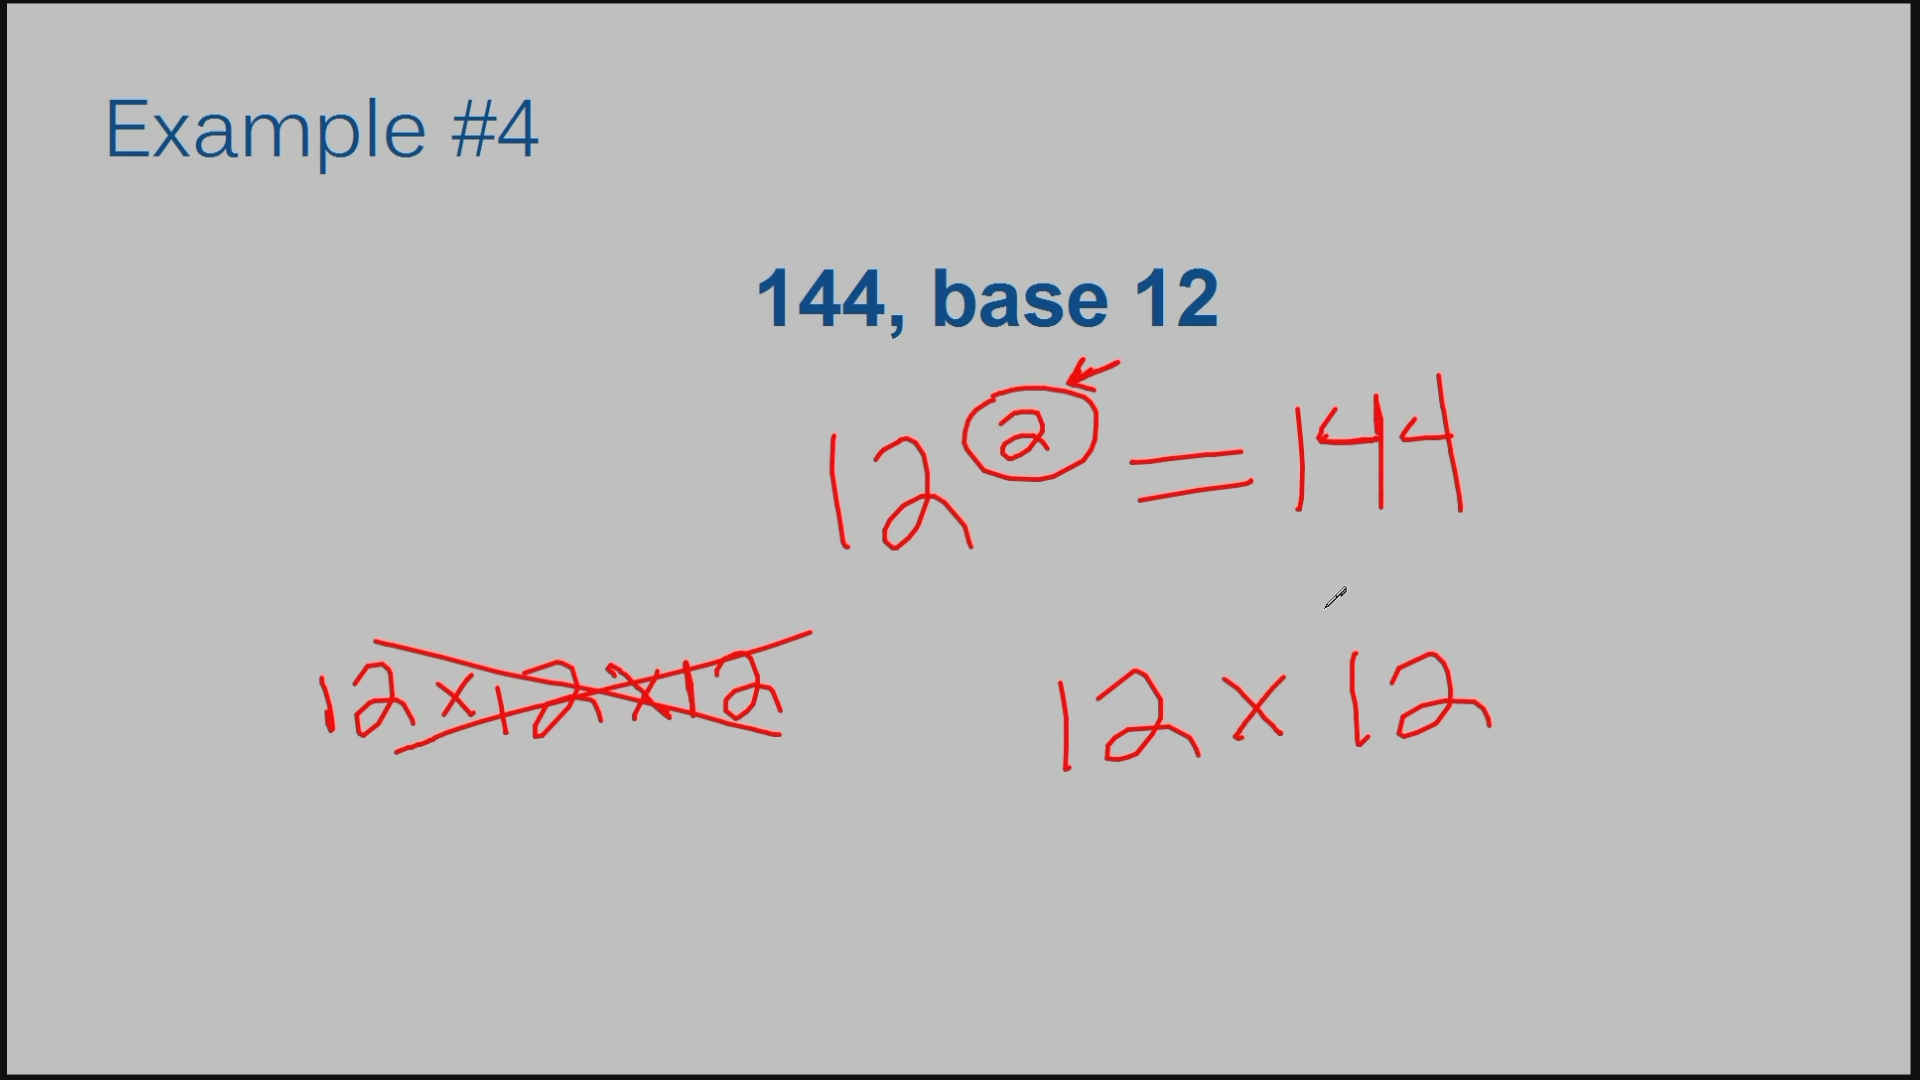 Example #4
144, base 12
12² = 144
12 x 12 x 12
12 x 12